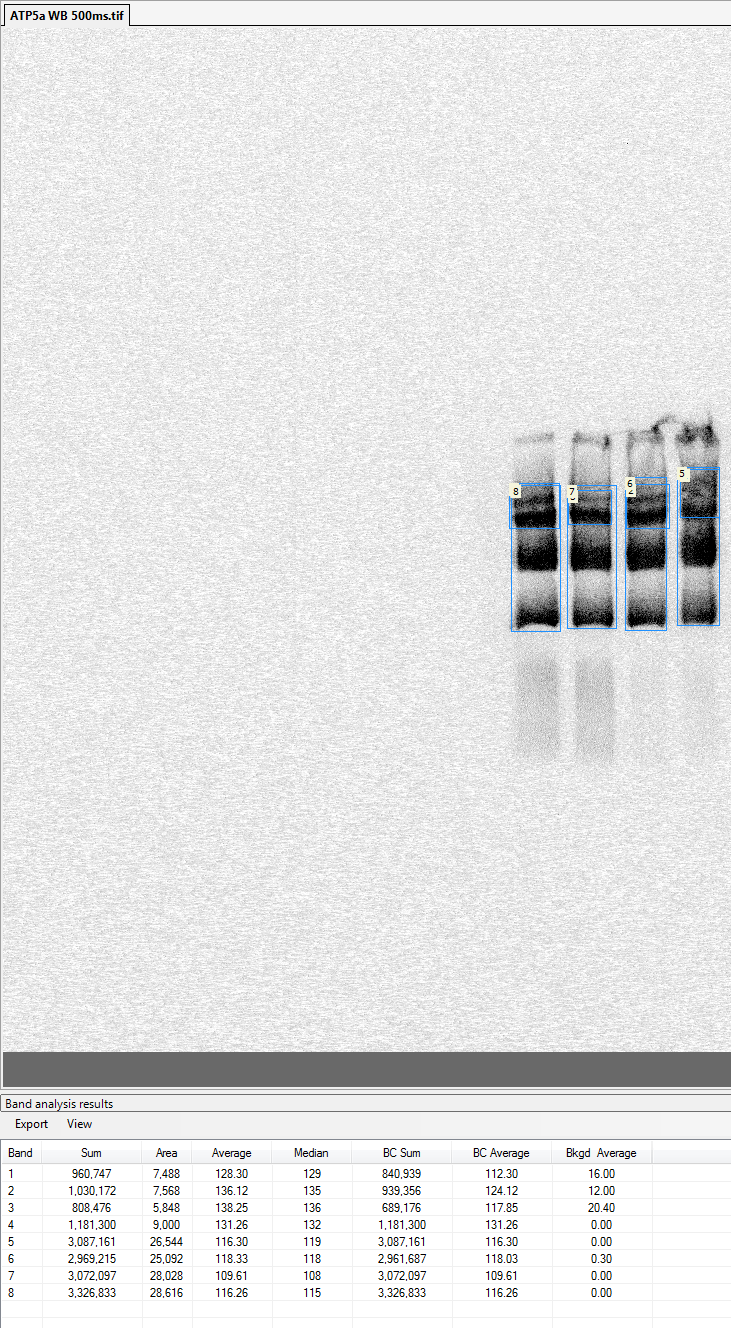 ATP5a WB 500ms.tif
5
8 7 6
Band analysis results
Export View
Band Sum Area Average Median BC Sum BC Average Bkgd Average
1 960,747 7,488 128.30 129 840,939 112.30 16.00
2 1,030,172 7,568 136.12 135 939,356 124.12 12.00
3 808,476 5,848 138.25 136 689,176 117.85 20.40
4 1,181,300 9,000 131.26 132 1,181,300 131.26 0.00
5 3,087,161 26,544 116.30 119 3,087,161 116.30 0.00
6 2,969,215 25,092 118.33 118 2,961,687 118.03 0.30
7 3,072,097 28,028 109.61 108 3,072,097 109.61 0.00
8 3,326,833 28,616 116.26 115 3,326,833 116.26 0.00